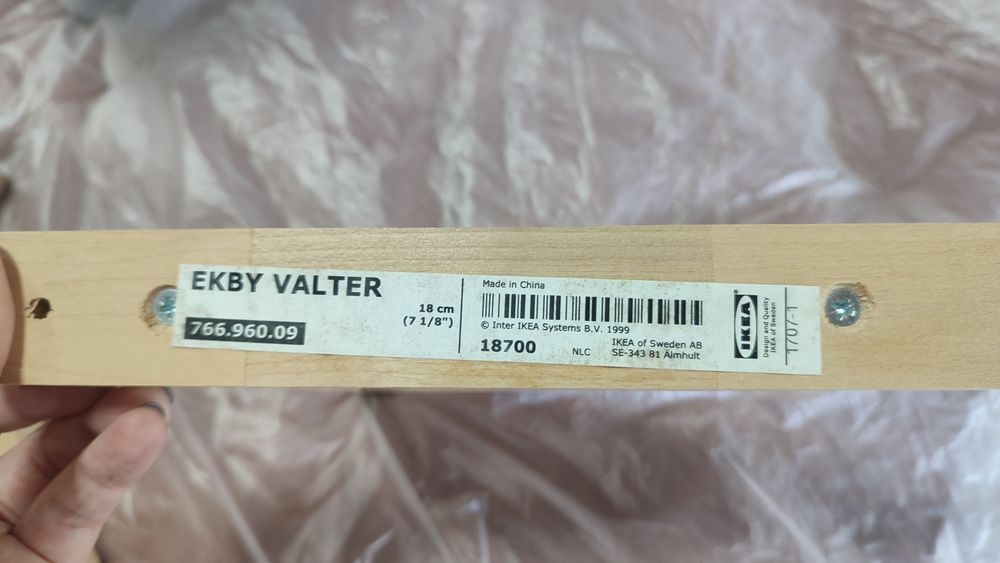 EKBY VALTER
18 cm
(7 1/8")
766.960.09
Made in China
© Inter IKEA Systems B.V. 1999
18700
NLC
IKEA of Sweden AB
SE-343 81 Älmhult
IKEA
Design and Quality
IKEA of Sweden
1707-1